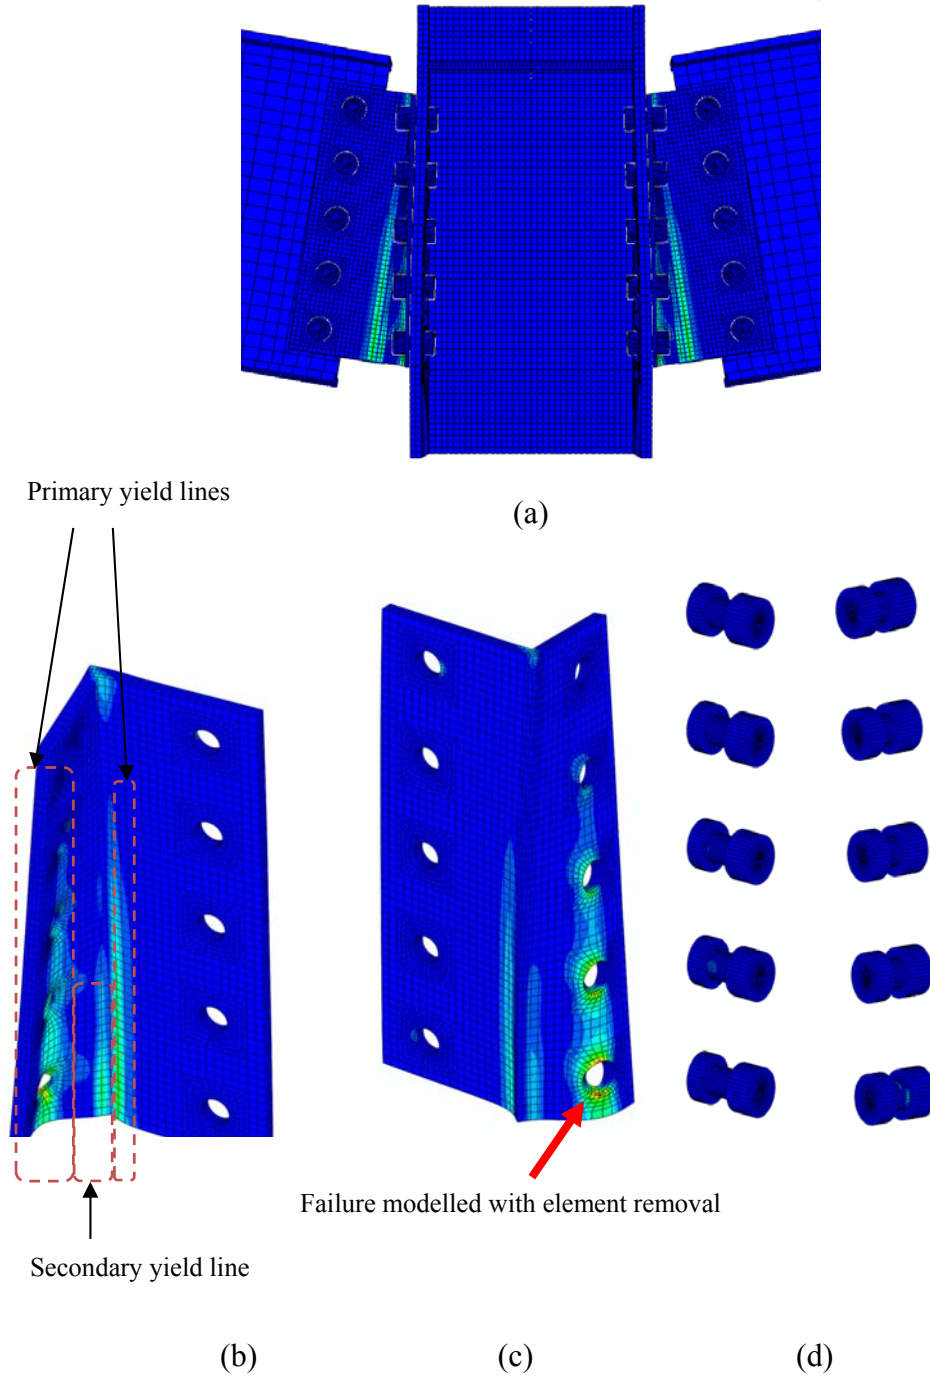 (a)
Primary yield lines
Failure modelled with element removal
Secondary yield line
(b)
(c)
(d)